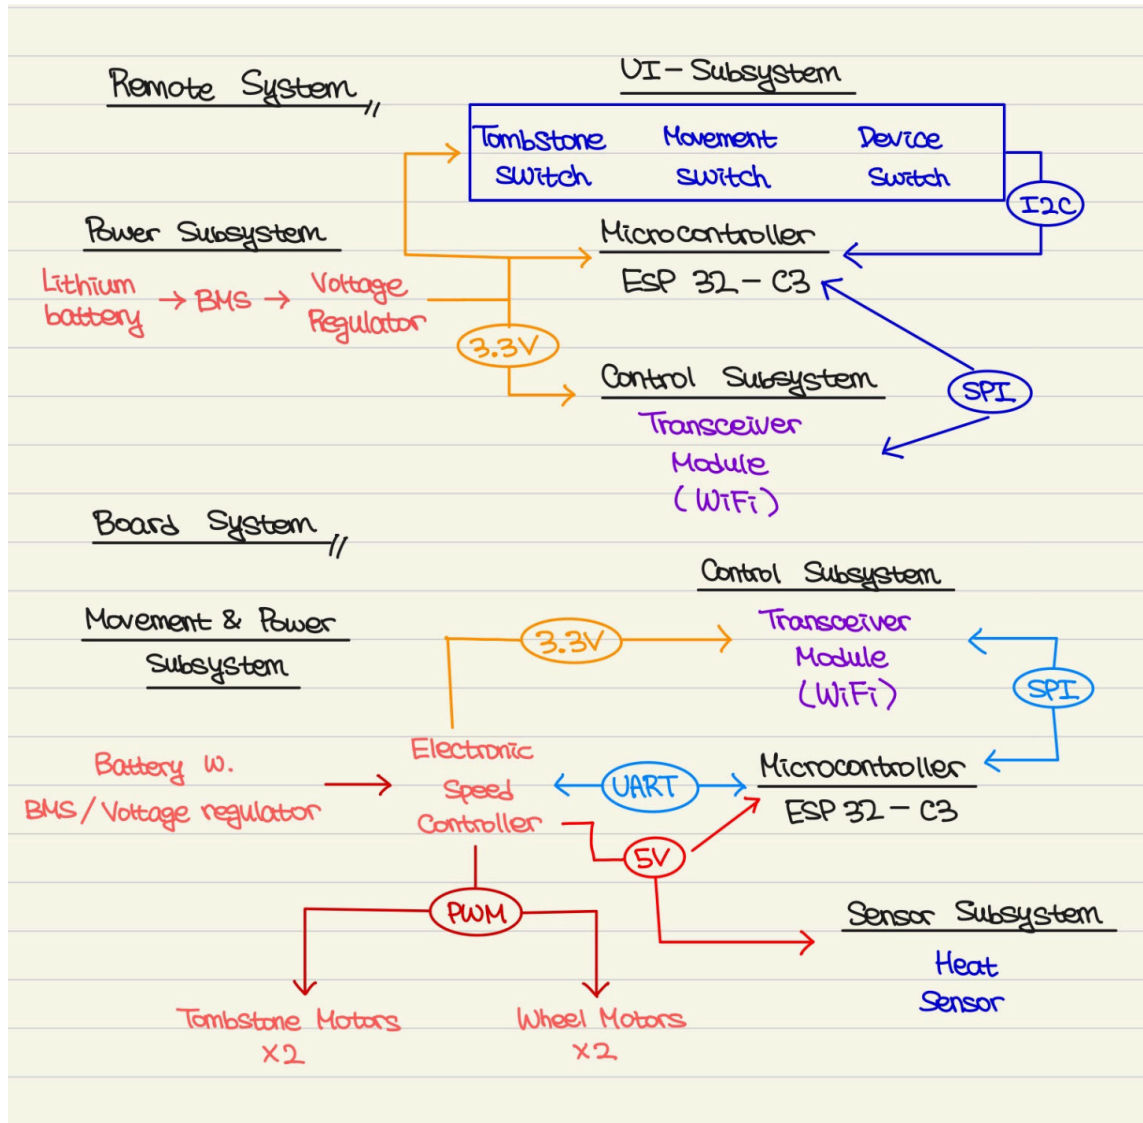 Remote System
UI-Subsystem
Tombstone Movement Device
switch switch switch
I2C
Power Subsystem
Microcontroller
ESP 32-C3
Lithium
battery → BMS → Voltage
Regulator
3.3V
Control Subsystem
SPI
Transceiver
Module
(WiFi)
Board System
Control Subsystem
Movement & Power
Subsystem
3.3V
Transceiver
Module
(WiFi)
SPI
Battery w.
BMS/Voltage regulator
Electronic
Speed
Controller
UART
Microcontroller
ESP 32-C3
5V
PWM
Sensor Subsystem
Heat
Sensor
Tombstone Motors
x2
Wheel Motors
x2